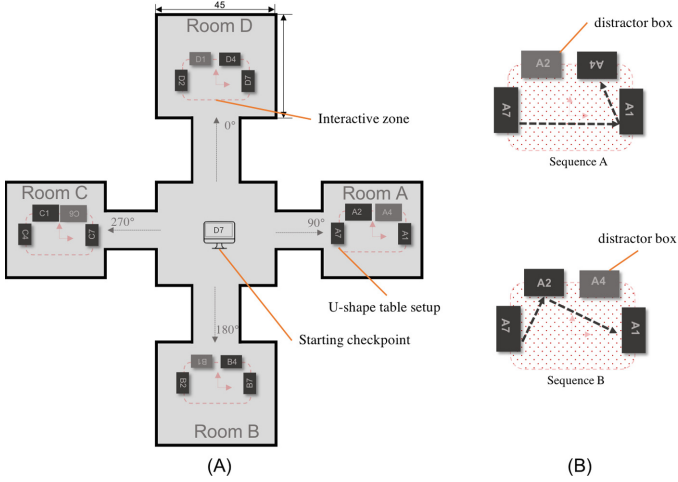 45
Room D
D1 D4
D2 D7
0°
Interactive zone
Room C
C1 C8
C4 C7
270°
D7
90°
Room A
A2 A4
A7 A1
U-shape table setup
Starting checkpoint
180°
B1 B4
B2 B7
Room B
(A)
distractor box
A2 A4
A7 A1
Sequence A
distractor box
A2 A4
A7 A1
Sequence B
(B)